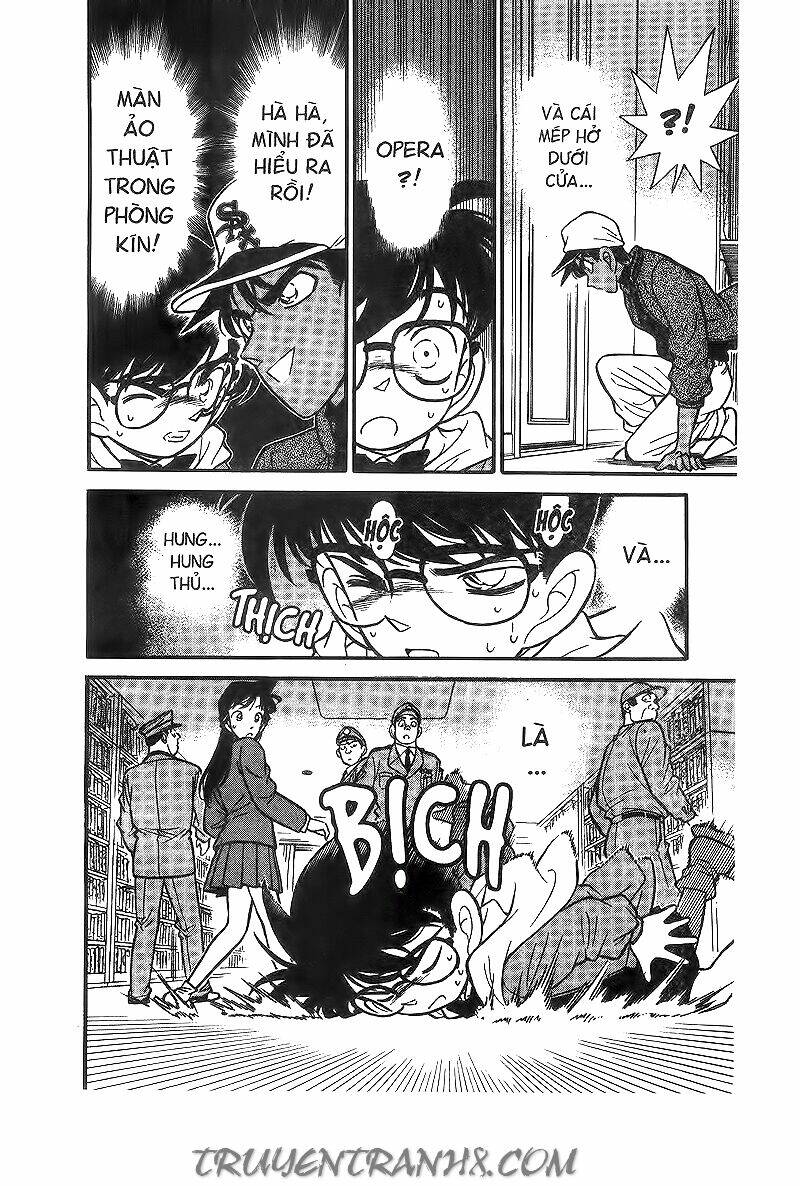 ?!
VÀ CÁI
MÉP HỞ
DƯỚI
CỬA...
OPERA
?!
HÀ HÀ,
MÌNH ĐÃ
HIỂU RA
RỒI!
MÀN
ẢO
THUẬT
TRONG
PHÒNG
KÍN!
SPX
VÀ...
HỘC
HỘC
THỊCH
HUNG...
HUNG
THỦ...
LÀ
...
BỊCH
TRUYENTRANH8.COM